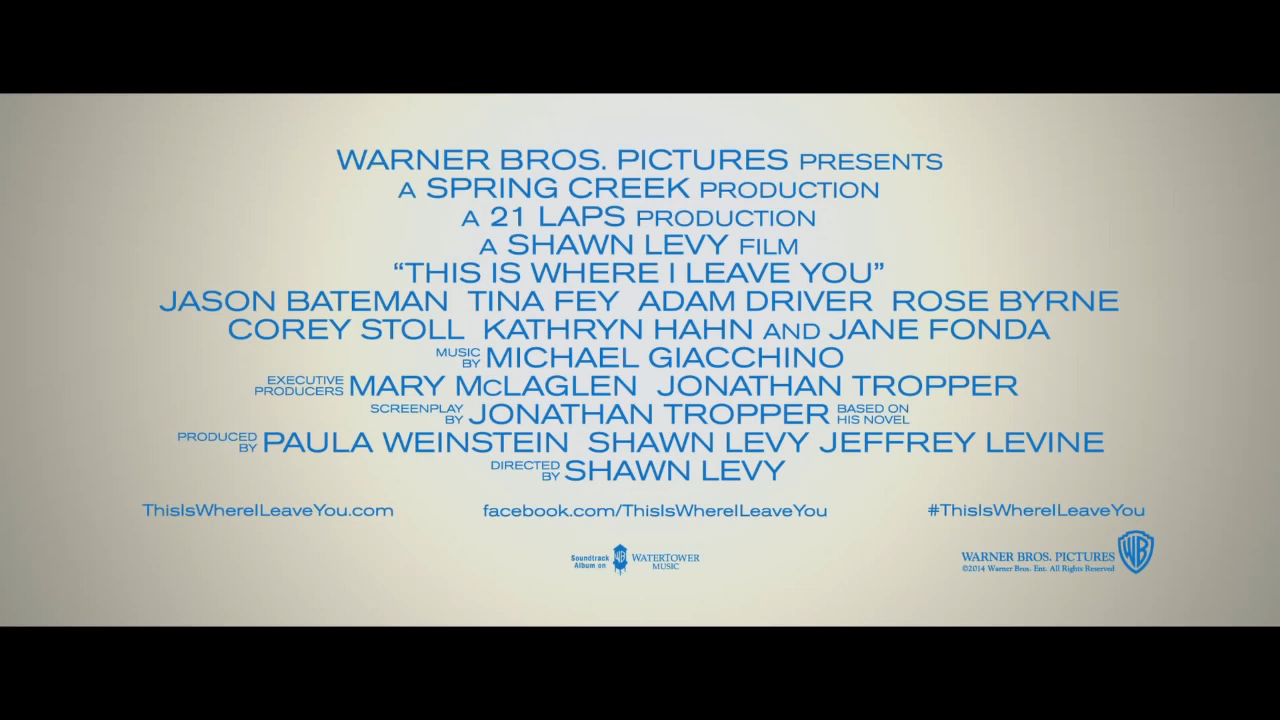 WARNER BROS. PICTURES PRESENTS
A SPRING CREEK PRODUCTION
A 21 LAPS PRODUCTION
A SHAWN LEVY FILM
“THIS IS WHERE I LEAVE YOU”
JASON BATEMAN TINA FEY ADAM DRIVER ROSE BYRNE
COREY STOLL KATHRYN HAHN AND JANE FONDA
MUSIC BY MICHAEL GIACCHINO
EXECUTIVE PRODUCERS MARY McLAGLEN JONATHAN TROPPER
SCREENPLAY BY JONATHAN TROPPER BASED ON HIS NOVEL
PRODUCED BY PAULA WEINSTEIN SHAWN LEVY JEFFREY LEVINE
DIRECTED BY SHAWN LEVY
ThisIsWhereILeaveYou.com facebook.com/ThisIsWhereILeaveYou #ThisIsWhereILeaveYou
Soundtrack Album on WB WATERTOWER MUSIC
WARNER BROS. PICTURES WB
©2014 Warner Bros. Ent. All Rights Reserved